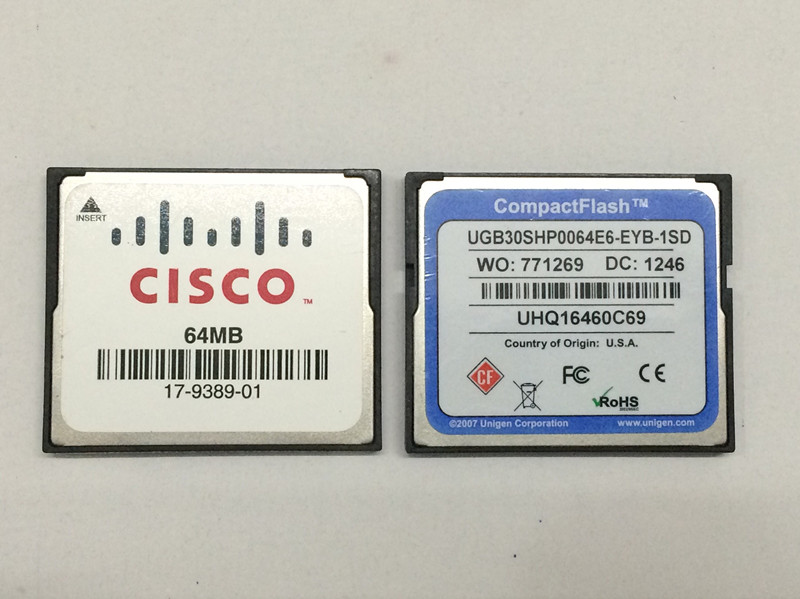 INSERT
CISCO™
64MB
17-9389-01
CompactFlash™
UGB30SHP0064E6-EYB-1SD
WO: 771269 DC: 1246
UHQ16460C69
Country of Origin: U.S.A.
CF
FC
CE
RoHS
©2007 Unigen Corporation www.unigen.com